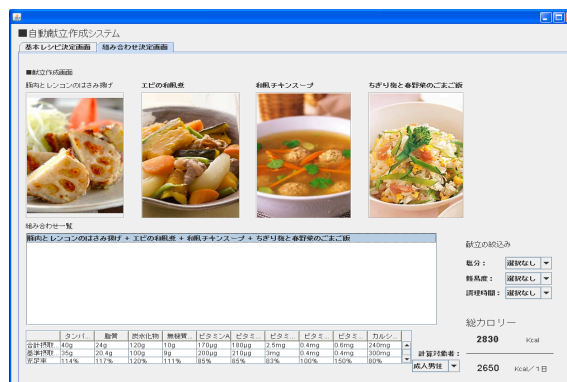 ■自動献立作成システム
基本レシピ決定画面 組み合わせ決定画面
■献立作成画面
豚肉とレンコンのはさみ揚げ エビの和風煮 和風チキンスープ ちぎり梅と春野菜のごまご飯
組み合わせ一覧
豚肉とレンコンのはさみ揚げ + エビの和風煮 + 和風チキンスープ + ちぎり梅と春野菜のごまご飯
献立の絞込み
塩分： 選択なし
簡易度： 選択なし
調理時間： 選択なし
総カロリー
2830 Kcal
タンパ... 脂質 炭水化物 無機質... ビタミンA ビタミ... ビタミ... ビタミ... ビタミ... カルシ...
合計摂取... 40g 24g 120g 10g 170μg 180μg 2.5mg 0.4mg 0.6mg 240mg
基準摂取... 35g 20.4g 100g 9g 200μg 210μg 3mg 0.4mg 0.4mg 300mg
充足率 114% 117% 120% 111% 85% 85% 83% 100% 150% 80%
計算対象者：
成人男性
2650 Kcal／1日